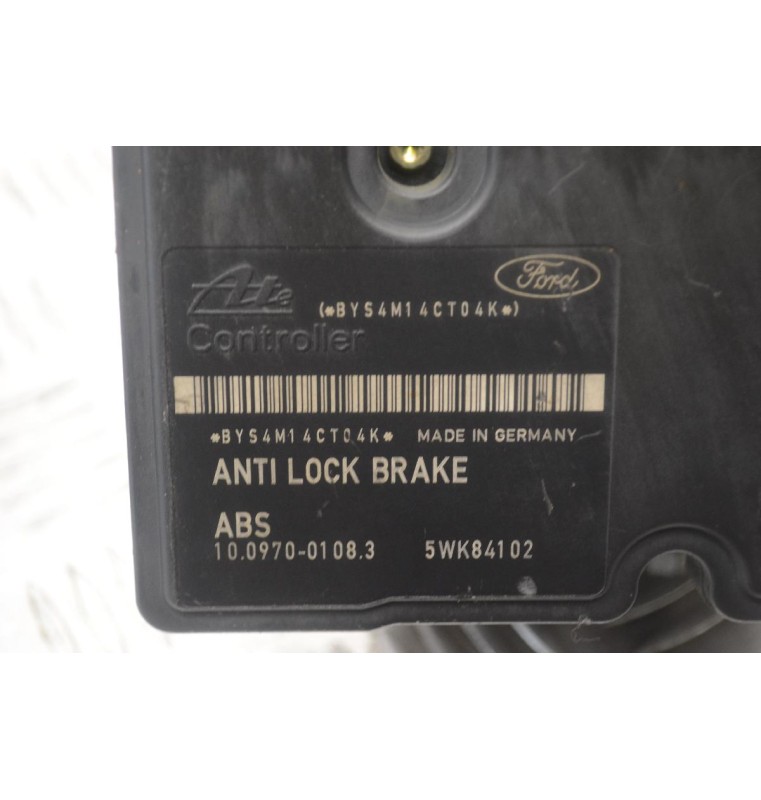 Ate
Ford
(*BYS4M14CT04K*)
Controller
*BYS4M14CT04K* MADE IN GERMANY
ANTI LOCK BRAKE
ABS
10.0970-0108.3 5WK84102